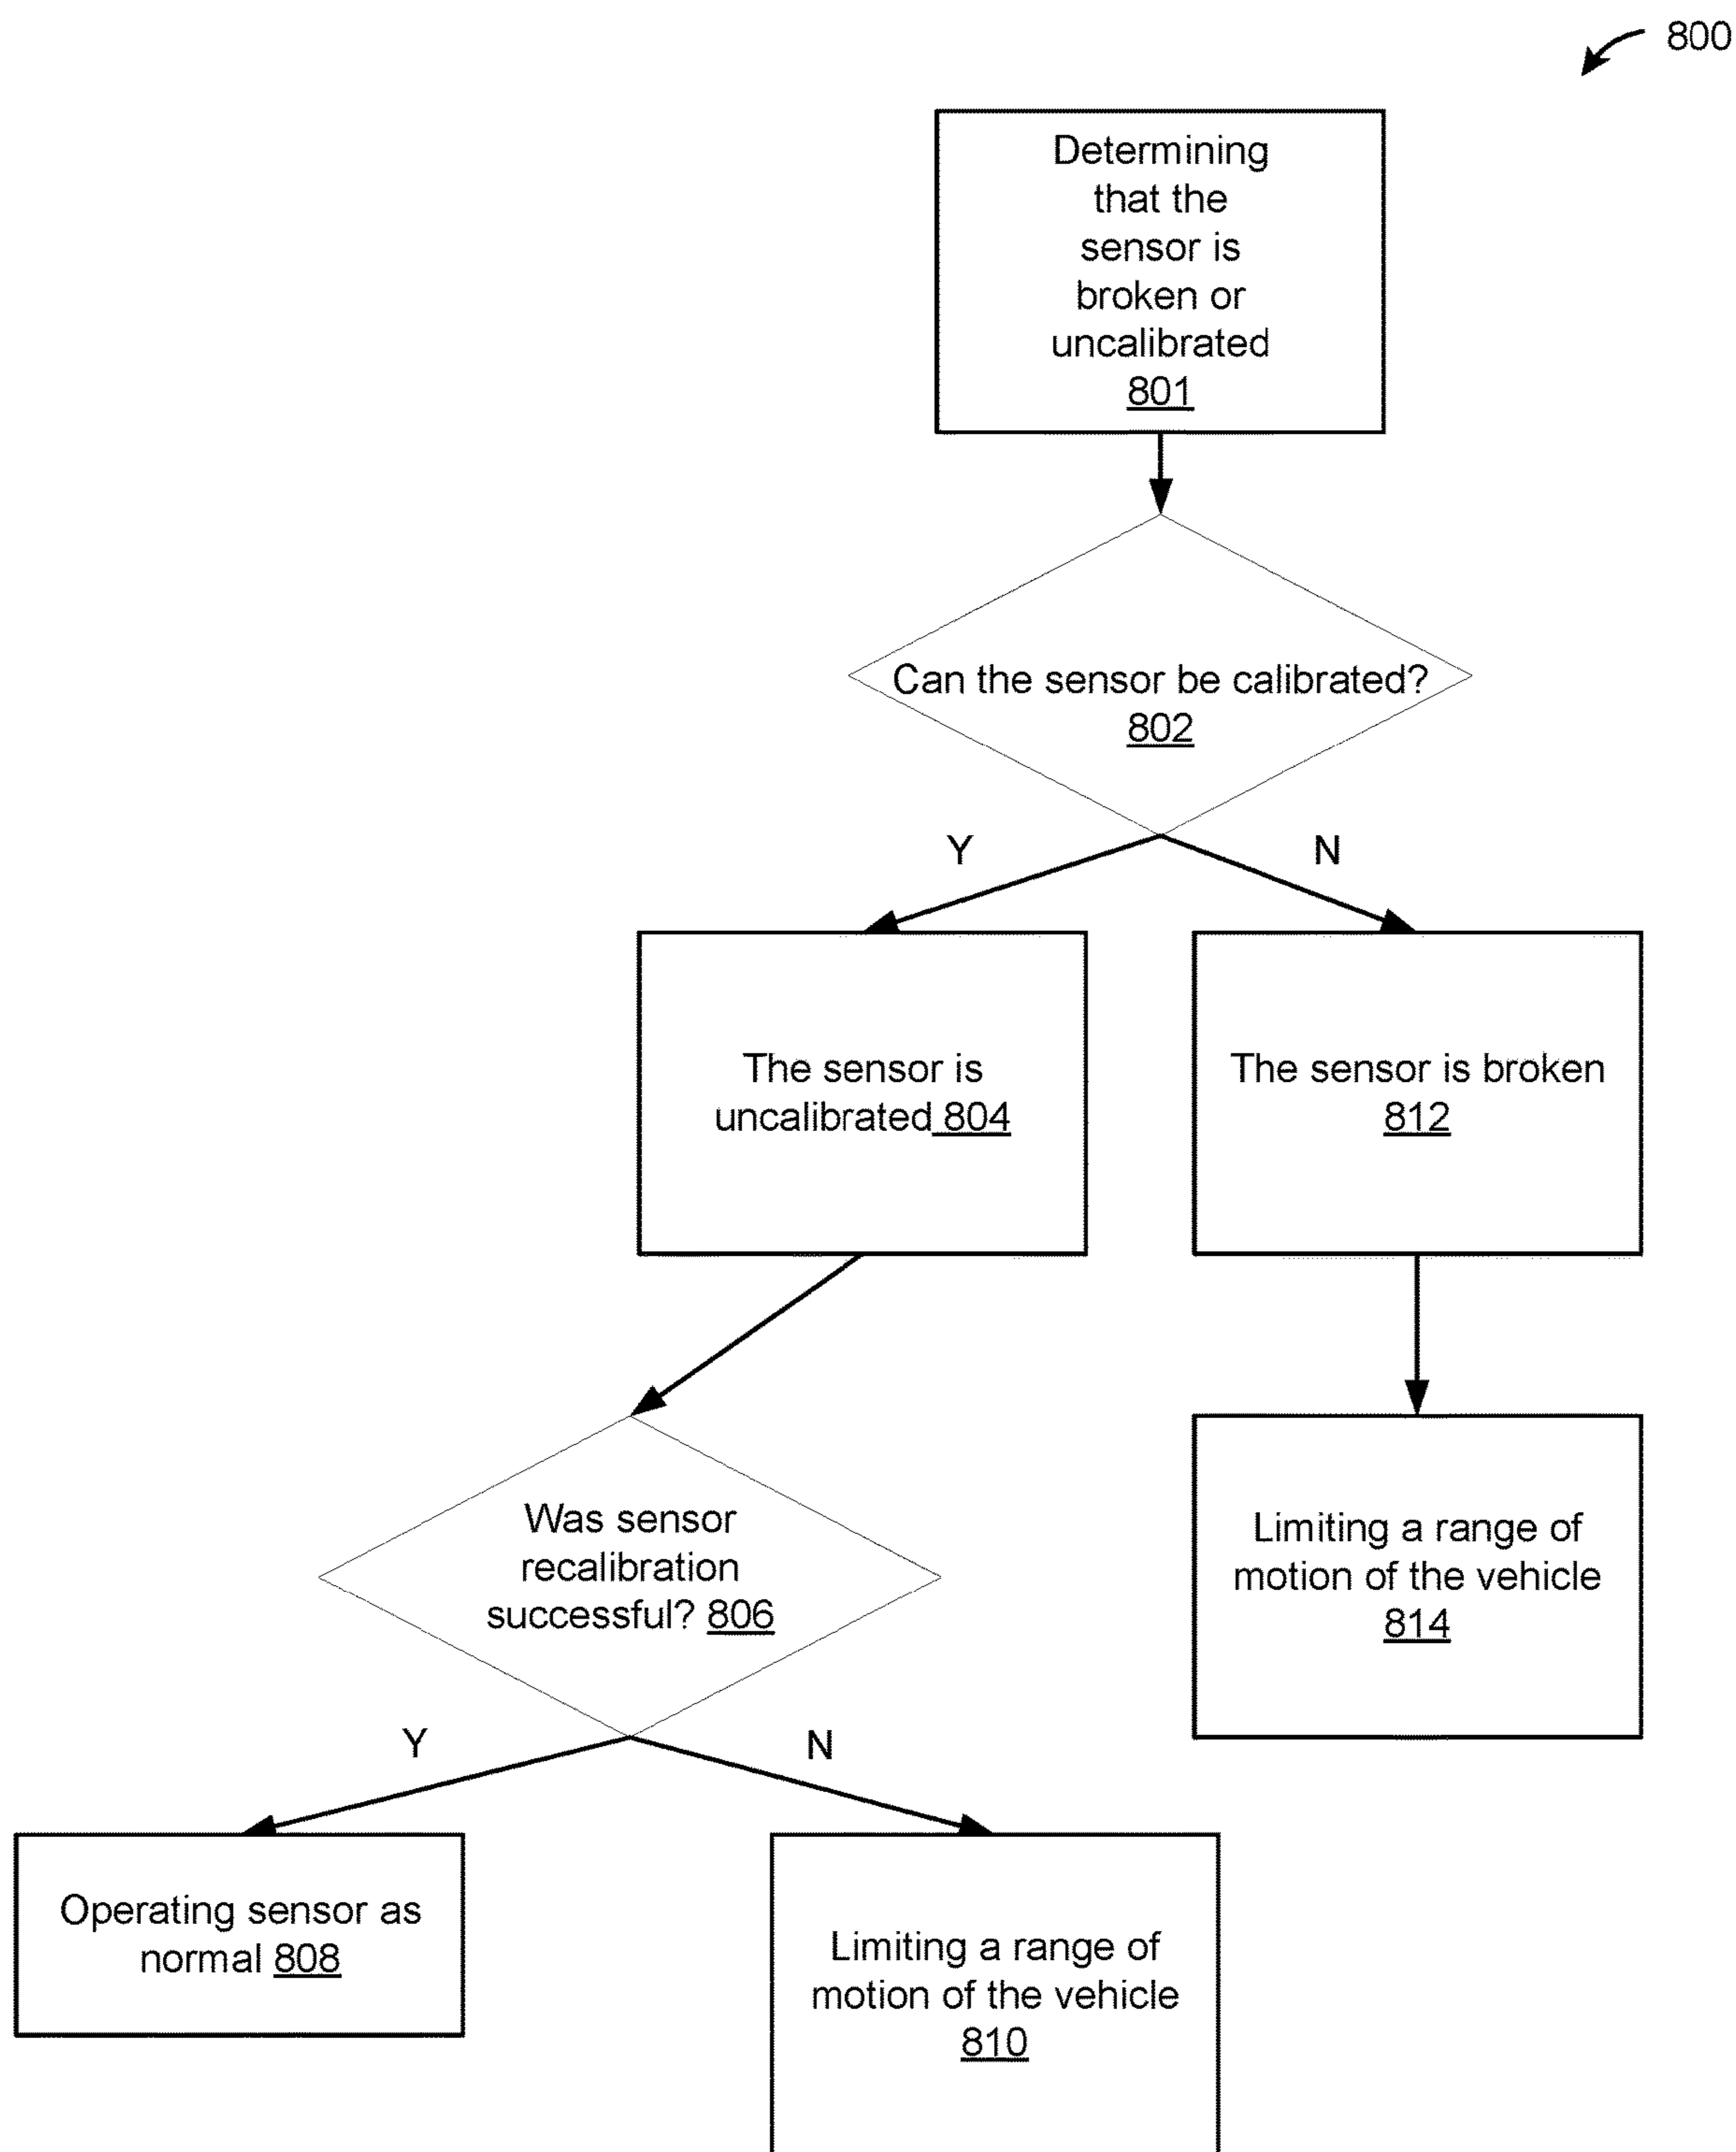 800
Determining
that the
sensor is
broken or
uncalibrated
801
Can the sensor be calibrated?
802
Y
N
The sensor is
uncalibrated 804
The sensor is broken
812
Was sensor
recalibration
successful? 806
Limiting a range of
motion of the vehicle
814
Y
N
Operating sensor as
normal 808
Limiting a range of
motion of the vehicle
810